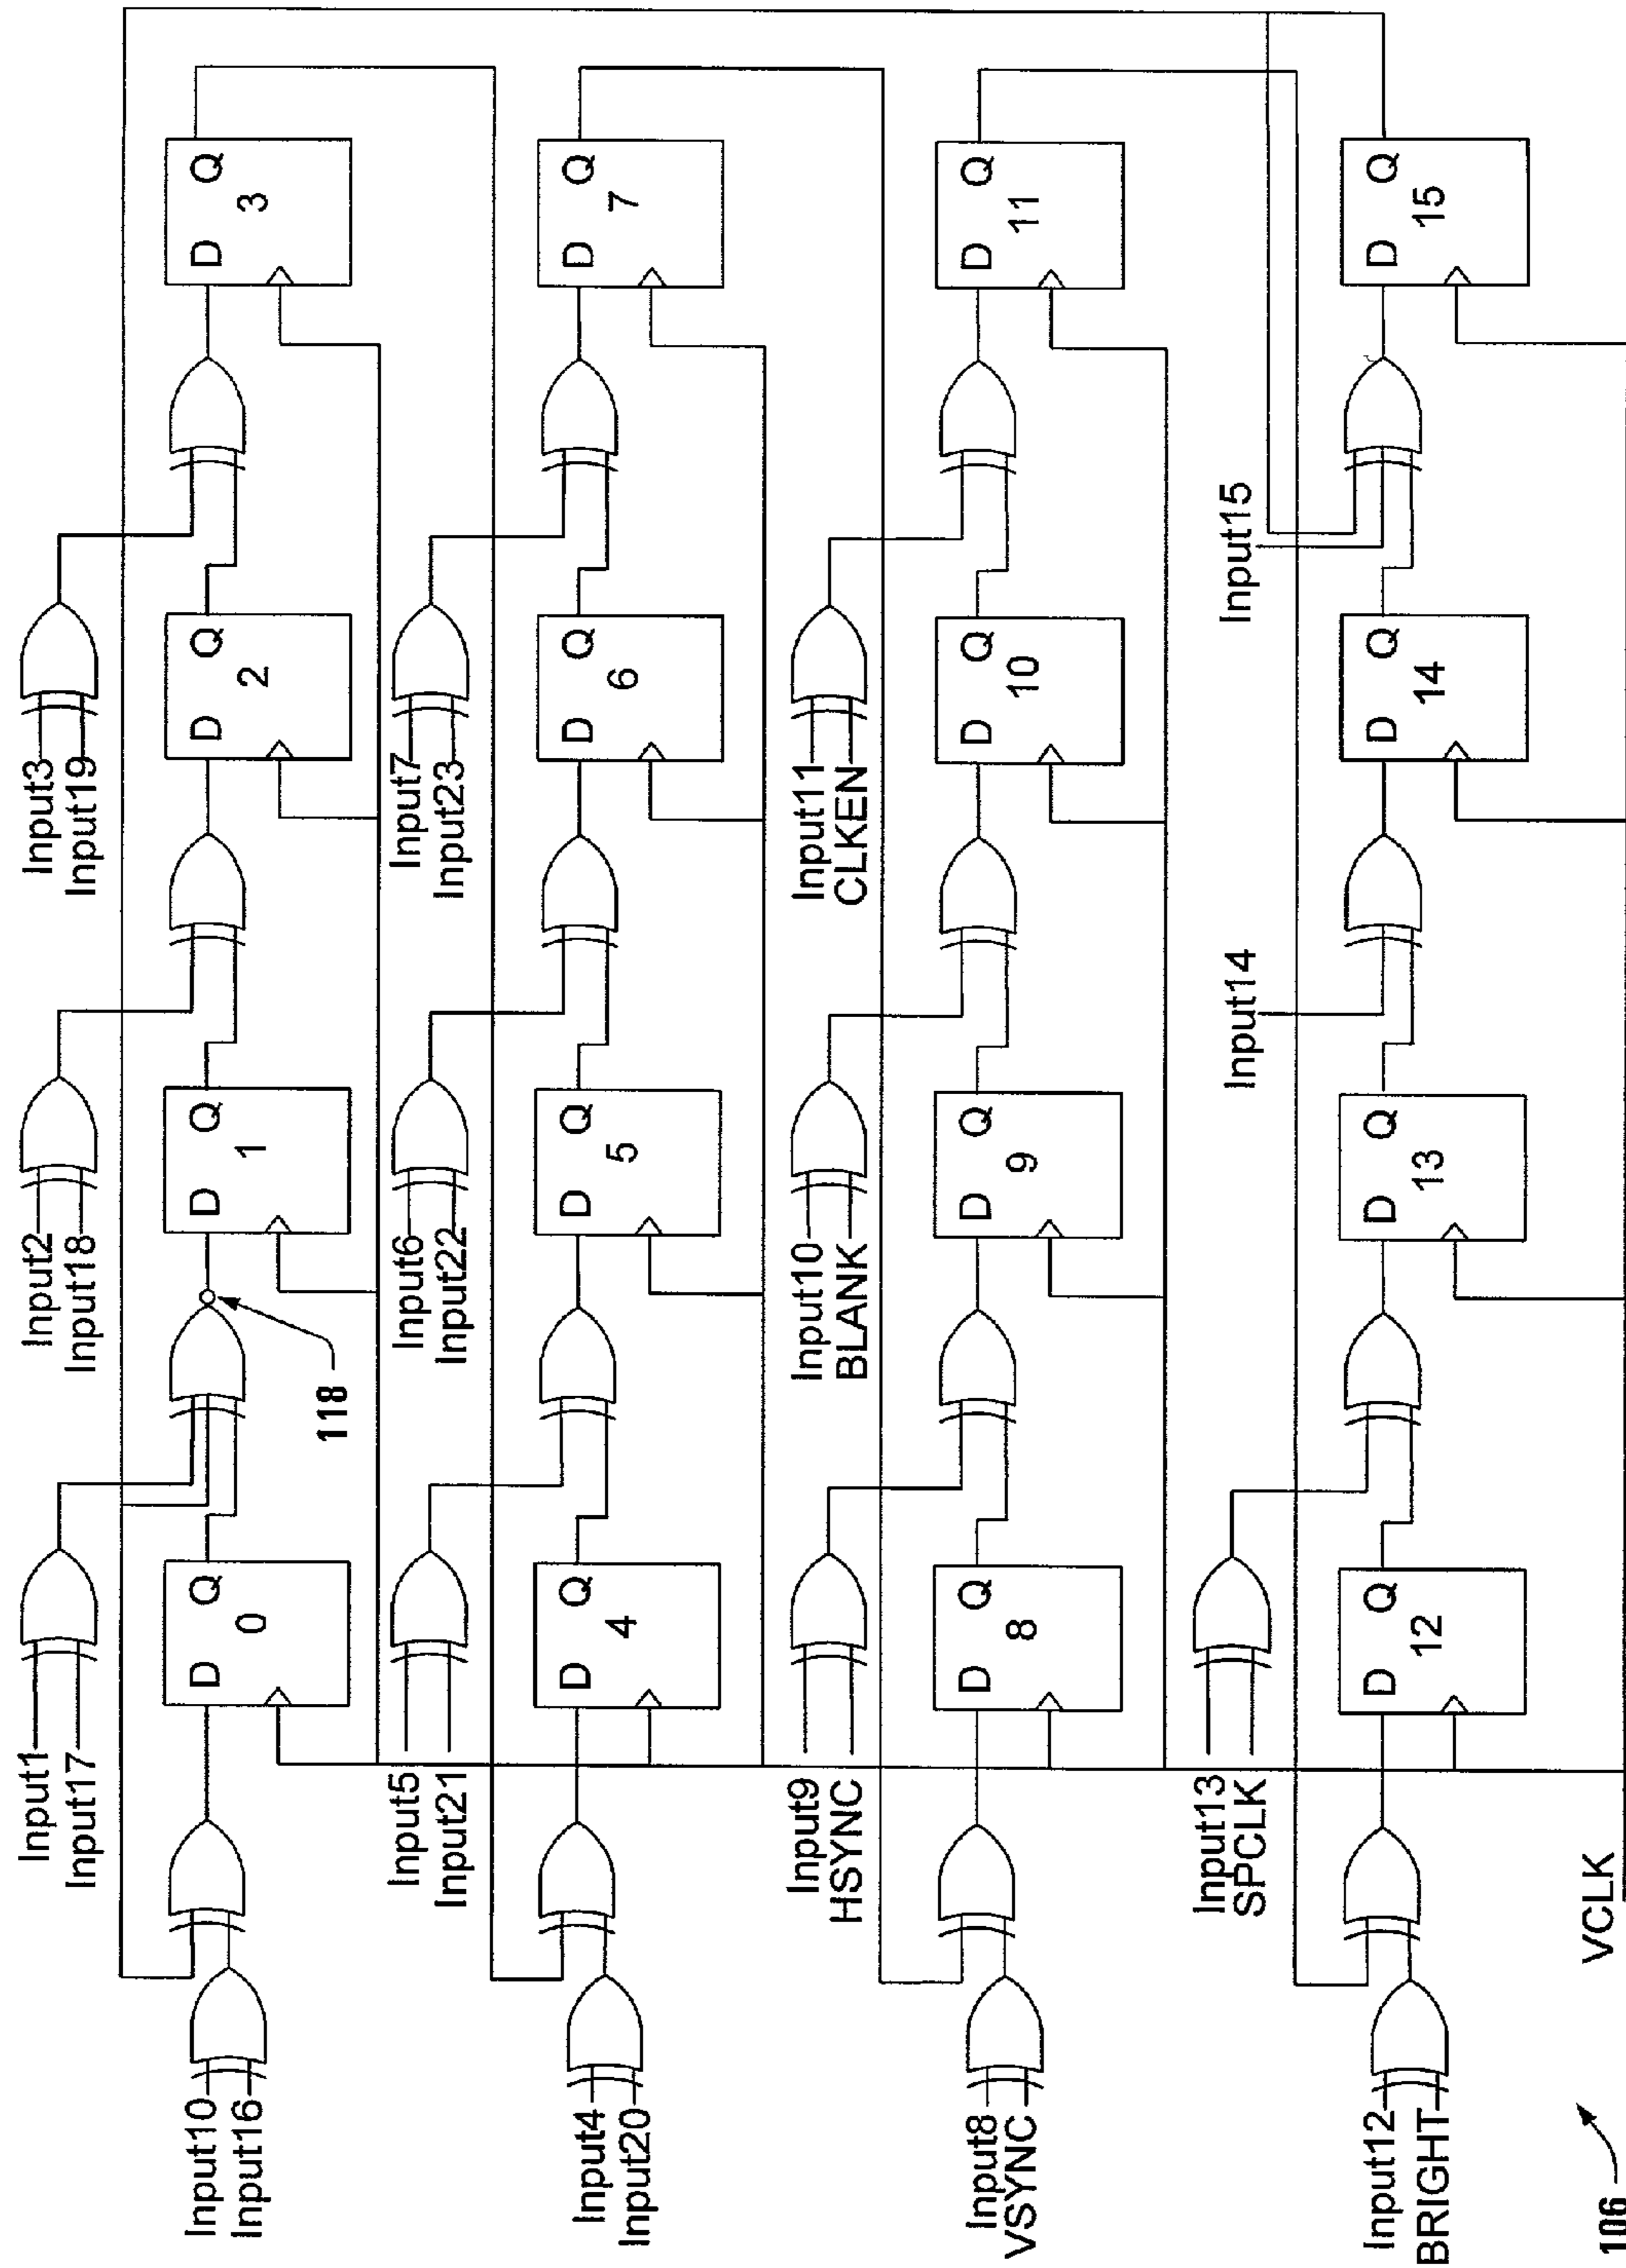 Input1
Input17
Input2
Input18
Input3
Input19
Input10
Input16
D Q
0
D Q
1
D Q
2
D Q
3
118
Input5
Input21
Input6
Input22
Input7
Input23
Input4
Input20
D Q
4
D Q
5
D Q
6
D Q
7
Input9
HSYNC
Input10
BLANK
Input11
CLKEN
Input8
VSYNC
D Q
8
D Q
9
D Q
10
D Q
11
Input13
SPCLK
Input14
Input15
Input12
BRIGHT
D Q
12
D Q
13
D Q
14
D Q
15
VCLK
106